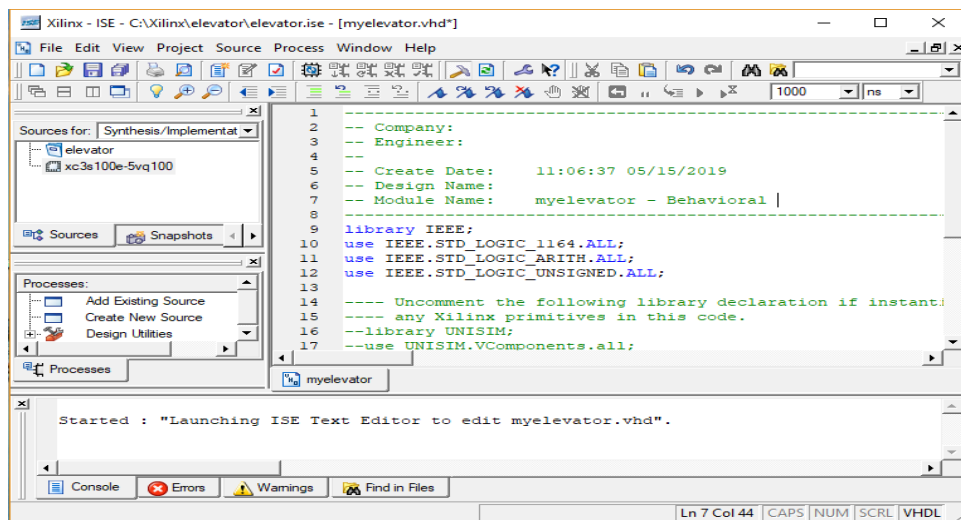 Xilinx - ISE - C:\Xilinx\elevator\elevator.ise - [myelevator.vhd*]
File Edit View Project Source Process Window Help
1000 ns
Sources for: Synthesis/Implementat
elevator
xc3s100e-5vq100
Sources Snapshots
Processes:
Add Existing Source
Create New Source
Design Utilities
Processes
1 ----------------------------------------------------------------------------------
2 -- Company:
3 -- Engineer:
4 --
5 -- Create Date: 11:06:37 05/15/2019
6 -- Design Name:
7 -- Module Name: myelevator - Behavioral
8 ----------------------------------------------------------------------------------
9 library IEEE;
10 use IEEE.STD_LOGIC_1164.ALL;
11 use IEEE.STD_LOGIC_ARITH.ALL;
12 use IEEE.STD_LOGIC_UNSIGNED.ALL;
13
14 ---- Uncomment the following library declaration if instanti
15 ---- any Xilinx primitives in this code.
16 --library UNISIM;
17 --use UNISIM.VComponents.all;
myelevator
Started : "Launching ISE Text Editor to edit myelevator.vhd".
Console Errors Warnings Find in Files
Ln 7 Col 44 CAPS NUM SCRL VHDL